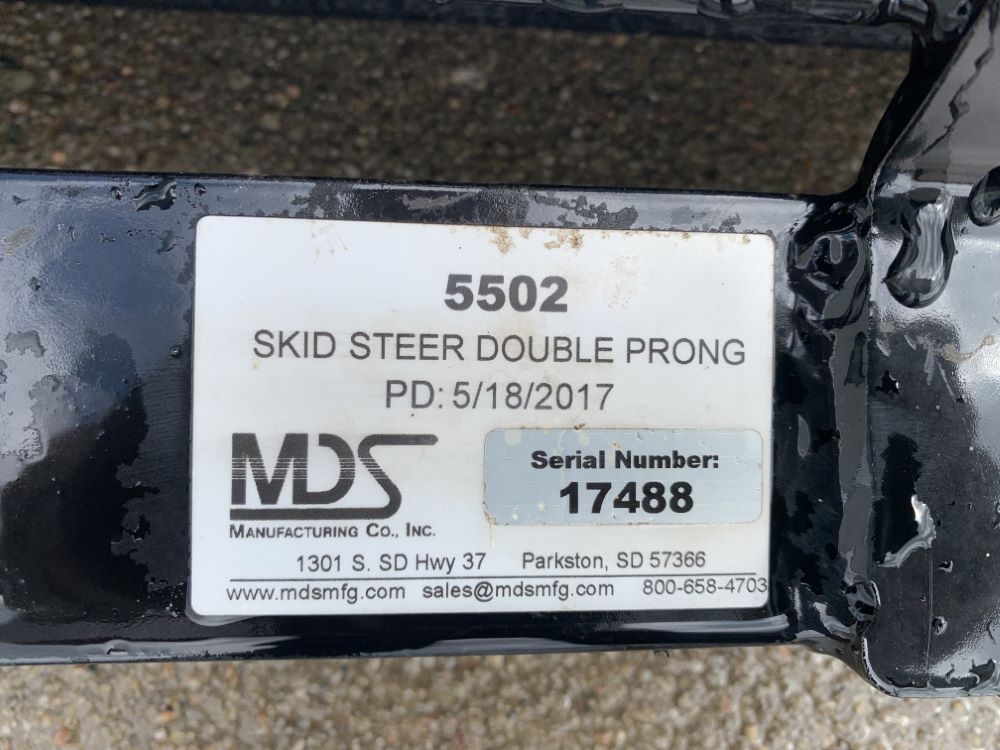 5502
SKID STEER DOUBLE PRONG
PD: 5/18/2017
MDS
MANUFACTURING CO., INC.
Serial Number:
17488
1301 S. SD Hwy 37 Parkston, SD 57366
www.mdsmfg.com sales@mdsmfg.com 800-658-4703